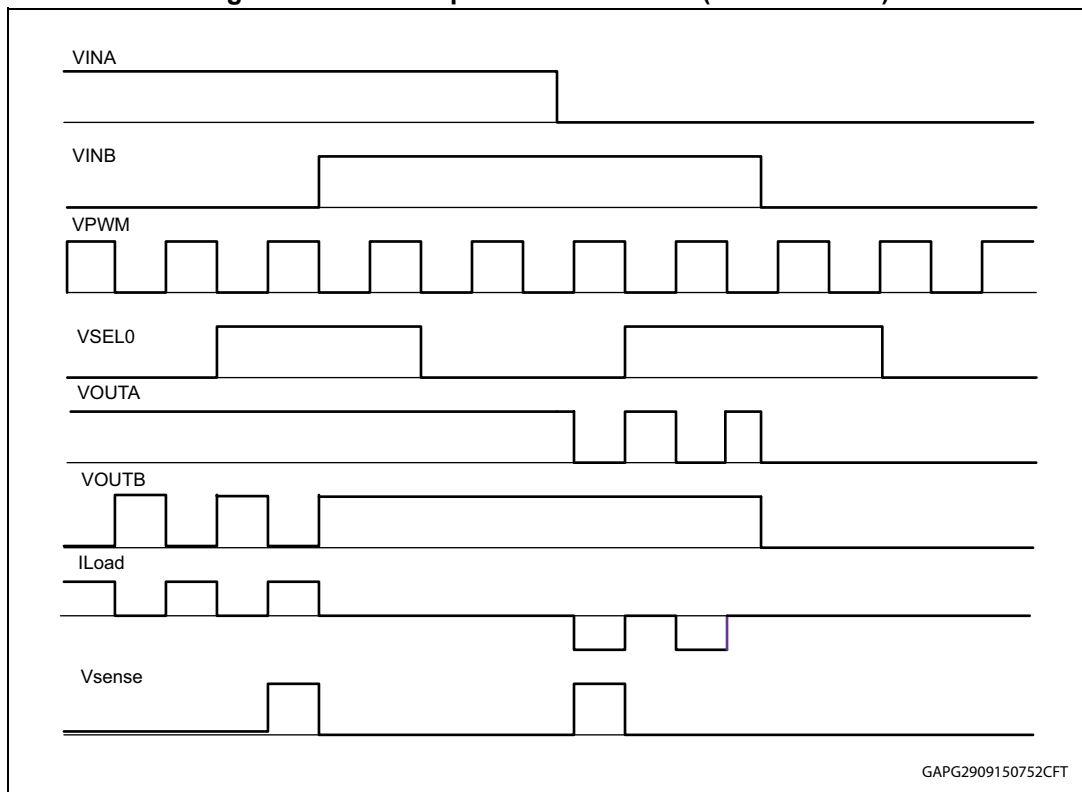 VINA
VINB
VPWM
VSEL0
VOUTA
VOUTB
ILoad
Vsense
GAPG2909150752CFT